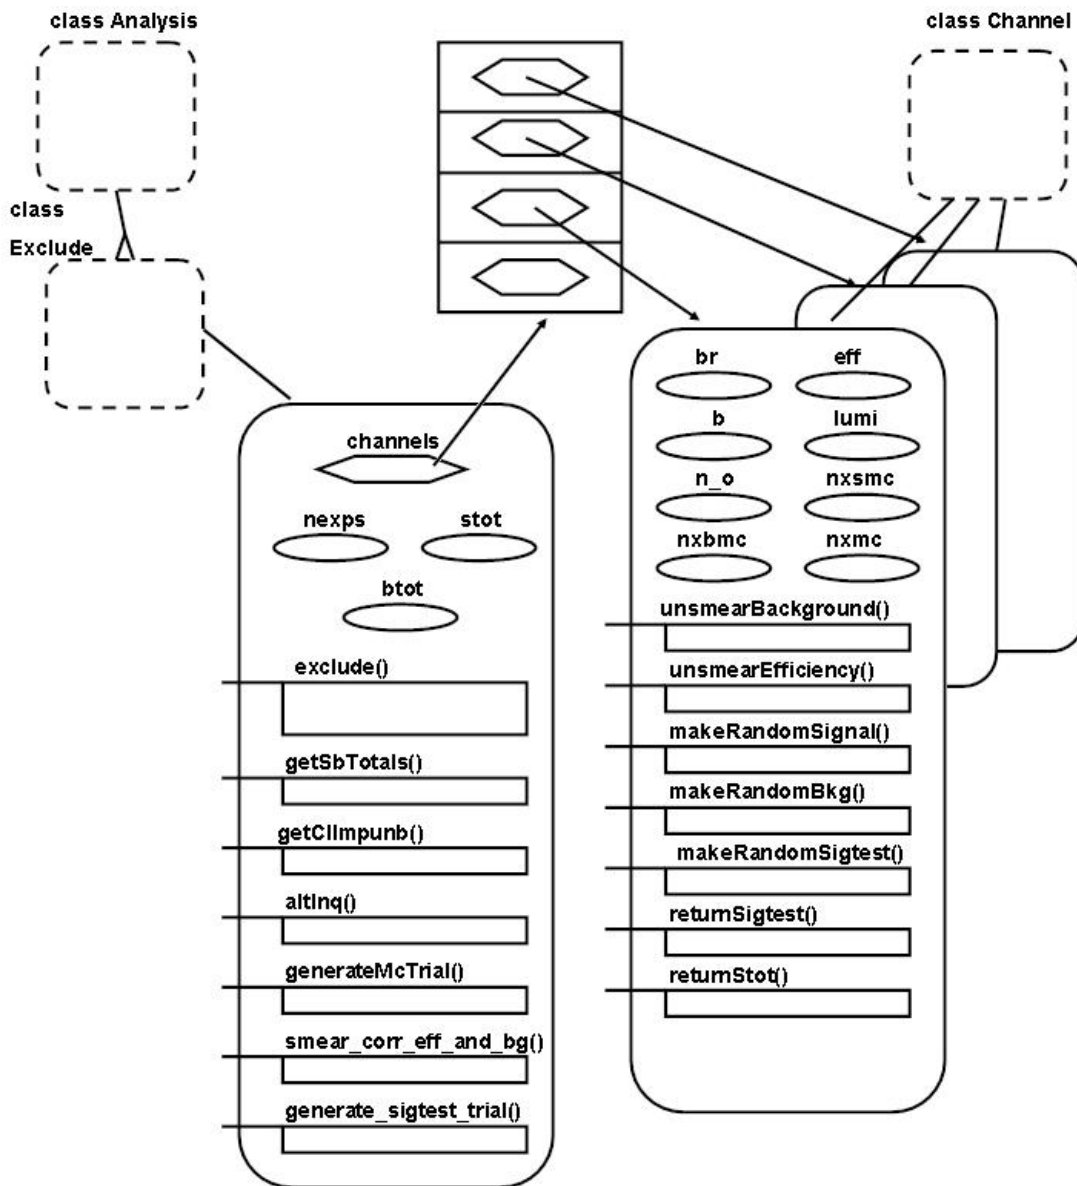 class Analysis
class Channel
class
Exclude
channels
nexps
stot
btot
exclude()
getSbTotals()
getClImpunb()
altInq()
generateMcTrial()
smear_corr_eff_and_bg()
generate_sigtest_trial()
br
eff
b
lumi
n_o
nxsmc
nxbmc
nxmc
unsmearBackground()
unsmearEfficiency()
makeRandomSignal()
makeRandomBkg()
makeRandomSigtest()
returnSigtest()
returnStot()